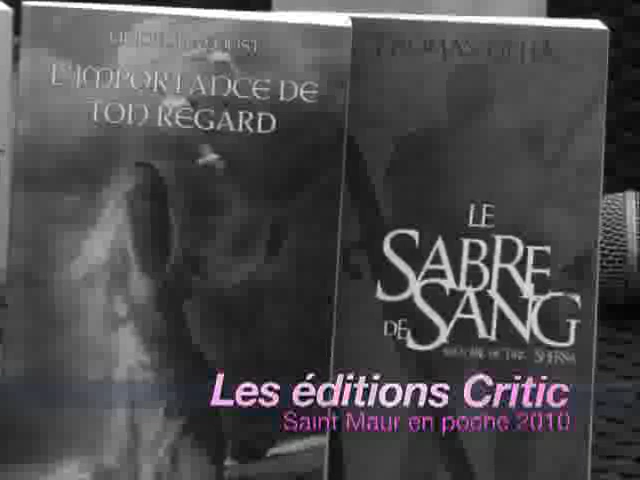 L'IMPORTANCE DE
TON REGARD
LE
SABRE
DE SANG
Les éditions Critic
Saint Maur en poche 2010